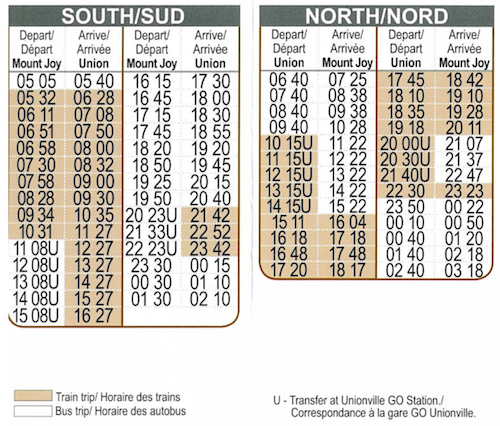 SOUTH/SUD
Depart/ Arrive/ Depart/ Arrive/
Départ Arrivée Départ Arrivée
Mount Joy Union Mount Joy Union
05 05 05 40 16 15 17 30
05 32 06 28 16 45 18 00
06 11 07 08 17 15 18 30
06 51 07 50 17 45 18 55
06 58 08 00 18 20 19 20
07 30 08 32 18 50 19 45
07 58 09 00 19 25 20 15
08 28 09 30 19 50 20 40
09 34 10 35 20 23U 21 42
10 31 11 27 21 33U 22 52
11 08U 12 27 22 23U 23 42
12 08U 13 27 23 30 00 15
13 08U 14 27 00 30 01 10
14 08U 15 27 01 30 02 10
15 08U 16 27
NORTH/NORD
Depart/ Arrive/ Depart/ Arrive/
Départ Arrivée Départ Arrivée
Union Mount Joy Union Mount Joy
06 40 07 25 17 45 18 42
07 40 08 38 18 10 19 10
08 40 09 38 18 35 19 28
09 40 10 28 19 18 20 11
10 15U 11 22 20 00U 21 07
11 15U 12 22 20 30U 21 37
12 15U 13 22 21 40U 22 47
13 15U 14 22 22 30 23 23
14 15U 15 22 23 50 00 22
15 11 16 04 00 50
16 18 17 18 00 40 01 20
16 48 17 48 01 40 02 18
17 20 18 17 02 40 03 18
Train trip/ Horaire des trains
Bus trip/ Horaire des autobus
U - Transfer at Unionville GO Station./
Correspondance à la gare GO Unionville.